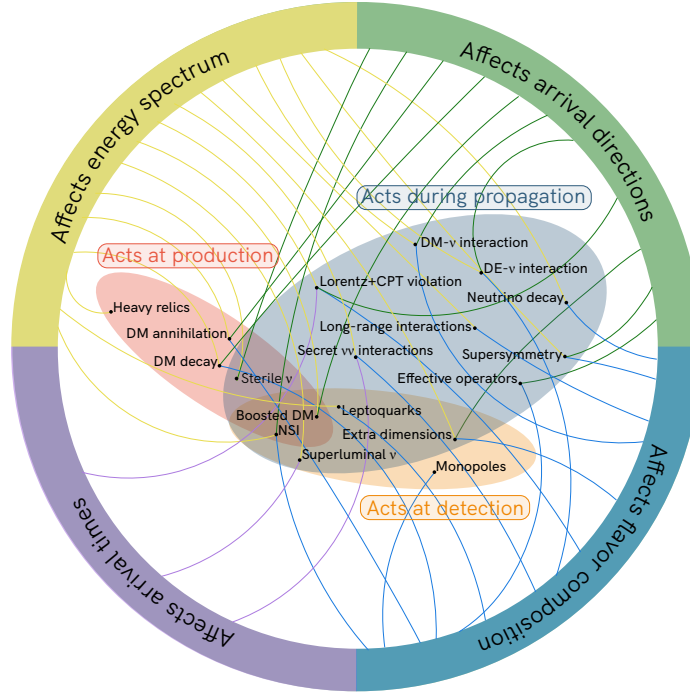 Affects energy spectrum
Affects arrival directions
Acts during propagation
DM-ν interaction
Acts at production
DE-ν interaction
Lorentz+CPT violation
Neutrino decay
Heavy relics
Long-range interactions
DM annihilation
Secret νν interactions
Supersymmetry
DM decay
Sterile ν
Effective operators
Boosted DM
Leptoquarks
NSI
Extra dimensions
Superluminal ν
Monopoles
Acts at detection
Affects arrival times
Affects flavor composition